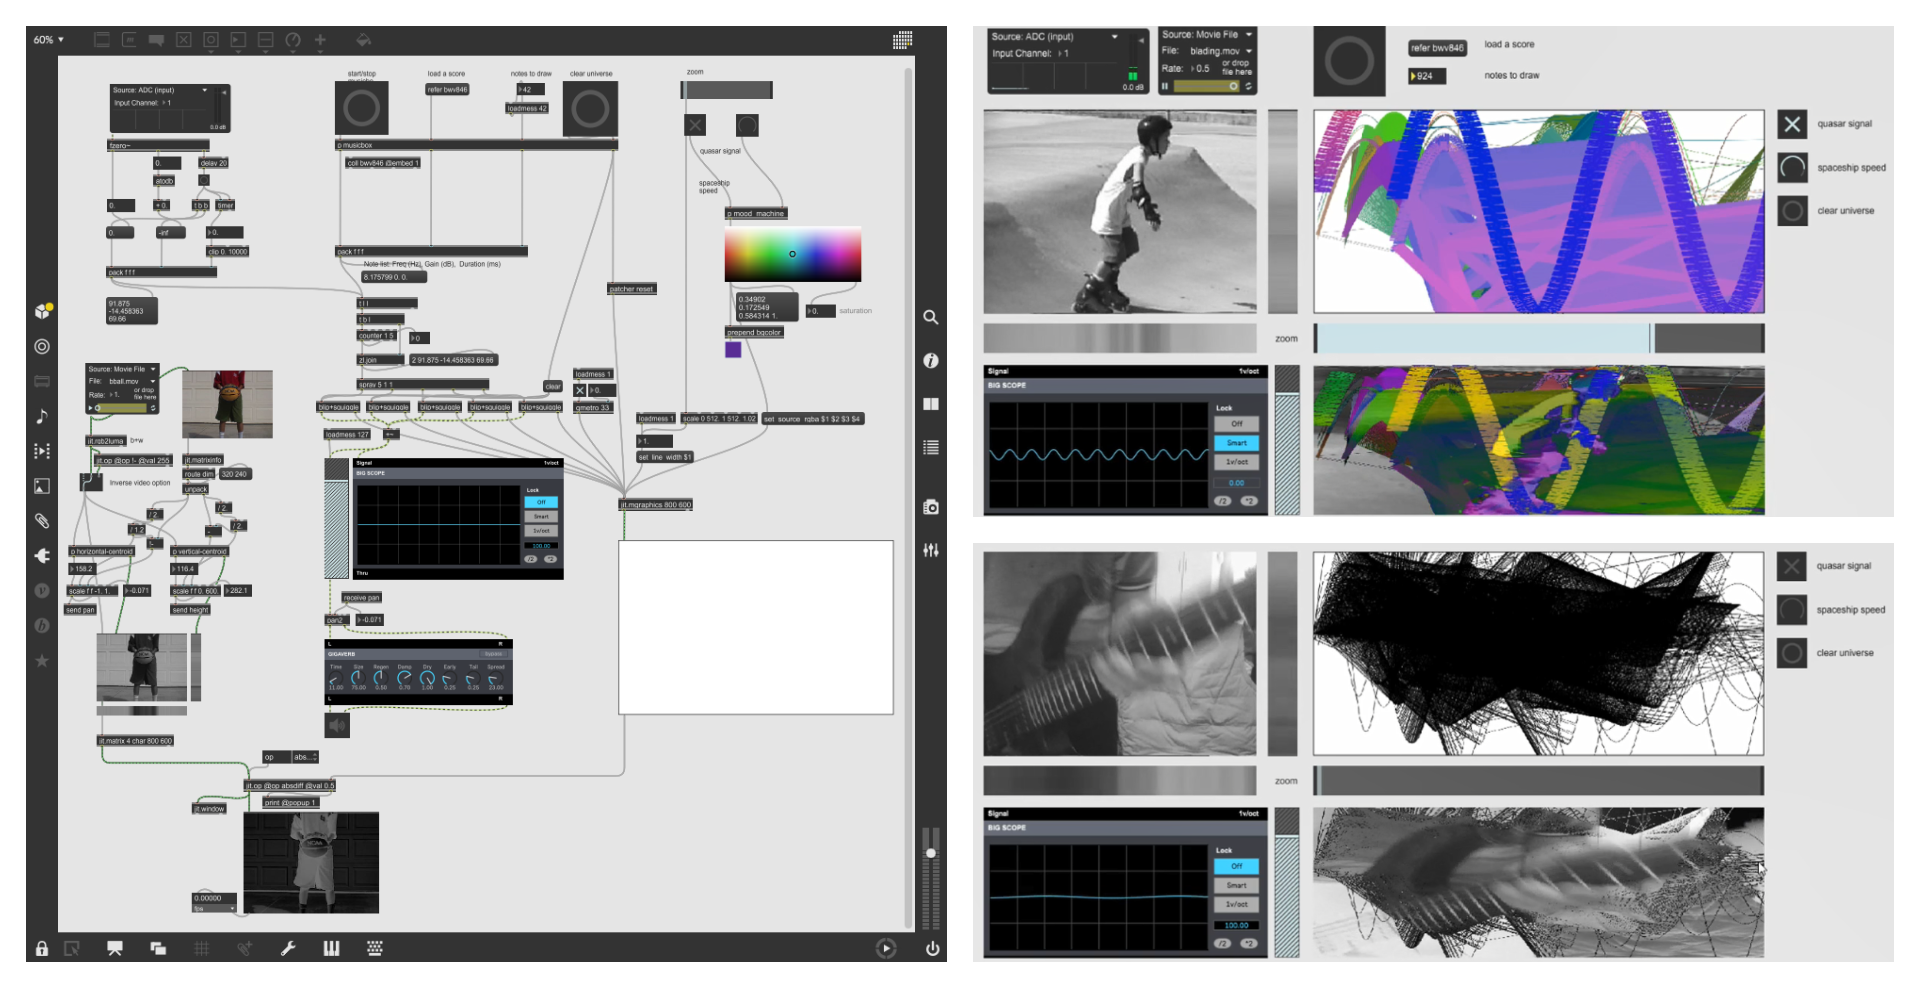 60%
Source: ADC (input)
Input Channel: 1
0.0 dB
fzero~
0.
delay 20
atodb
0.
+ 0.
t b b
timer
0.
-inf
0.
clip 0. 10000
pack f f f
91.875
-14.458363
69.66
start/stop
load a score
notes to draw
clear universe
refer bwv846
42
loadmess 42
p musicbox
coll bwv846 @embed 1
pack f f f
Note list: Freq (Hz), Gain (dB), Duration (ms)
8.175799 0. 0.
t l l
t b l
counter 1 5
0
zl.join
2 91.875 -14.458363 69.66
spray 5 1 1
clear
blip+squiggle
blip+squiggle
blip+squiggle
blip+squiggle
blip+squiggle
loadmess 127
patcher reset
loadmess 1
0.
qmetro 33
zoom
quasar signal
spaceship
speed
p mood_machine
0.34902
0.172549
0.584314 1.
0.
saturation
prepend bgcolor
loadmess 1
scale 0 512. 1 512. 1.02
set_source_rgba $1 $2 $3 $4
1.
set_line_width $1
jit.mgraphics 800 600
Source: Movie File
File: bball.mov
Rate: 1.
or drop
file here
jit.rgb2luma
b+w
jit.op @op !- @val 255
Inverse video option
jit.matrixinfo
route dim
320 240
unpack
/ 2.
/ 2.
/ 1.2
/ 2.
p horizontal-centroid
p vertical-centroid
158.2
116.4
scale f f -1. 1.
-0.071
scale f f 0. 600.
282.1
send pan
send height
jit.matrix 4 char 800 600
op
abs...
jit.op @op absdiff @val 0.5
print @popup 1
jit.window
0.00000
fps
Signal
1v/oct
BIG SCOPE
Lock
Off
Smart
1v/oct
100.00
/2
*2
Thru
receive pan
pan2
-0.071
L
R
GIGAVERB
Bypass
Time
Size
Regen
Damp
Dry
Early
Tail
Spread
11.00
75.00
0.50
0.70
1.00
0.25
0.25
23.00
L
R
Source: ADC (input)
Input Channel: 1
0.0 dB
Source: Movie File
File: blading.mov
Rate: 0.5
or drop
file here
refer bwv846
load a score
924
notes to draw
quasar signal
spaceship speed
clear universe
zoom
Signal
1v/oct
BIG SCOPE
Lock
Off
Smart
1v/oct
0.00
/2
*2
quasar signal
spaceship speed
clear universe
zoom
Signal
1v/oct
BIG SCOPE
Lock
Off
Smart
1v/oct
100.00
/2
*2